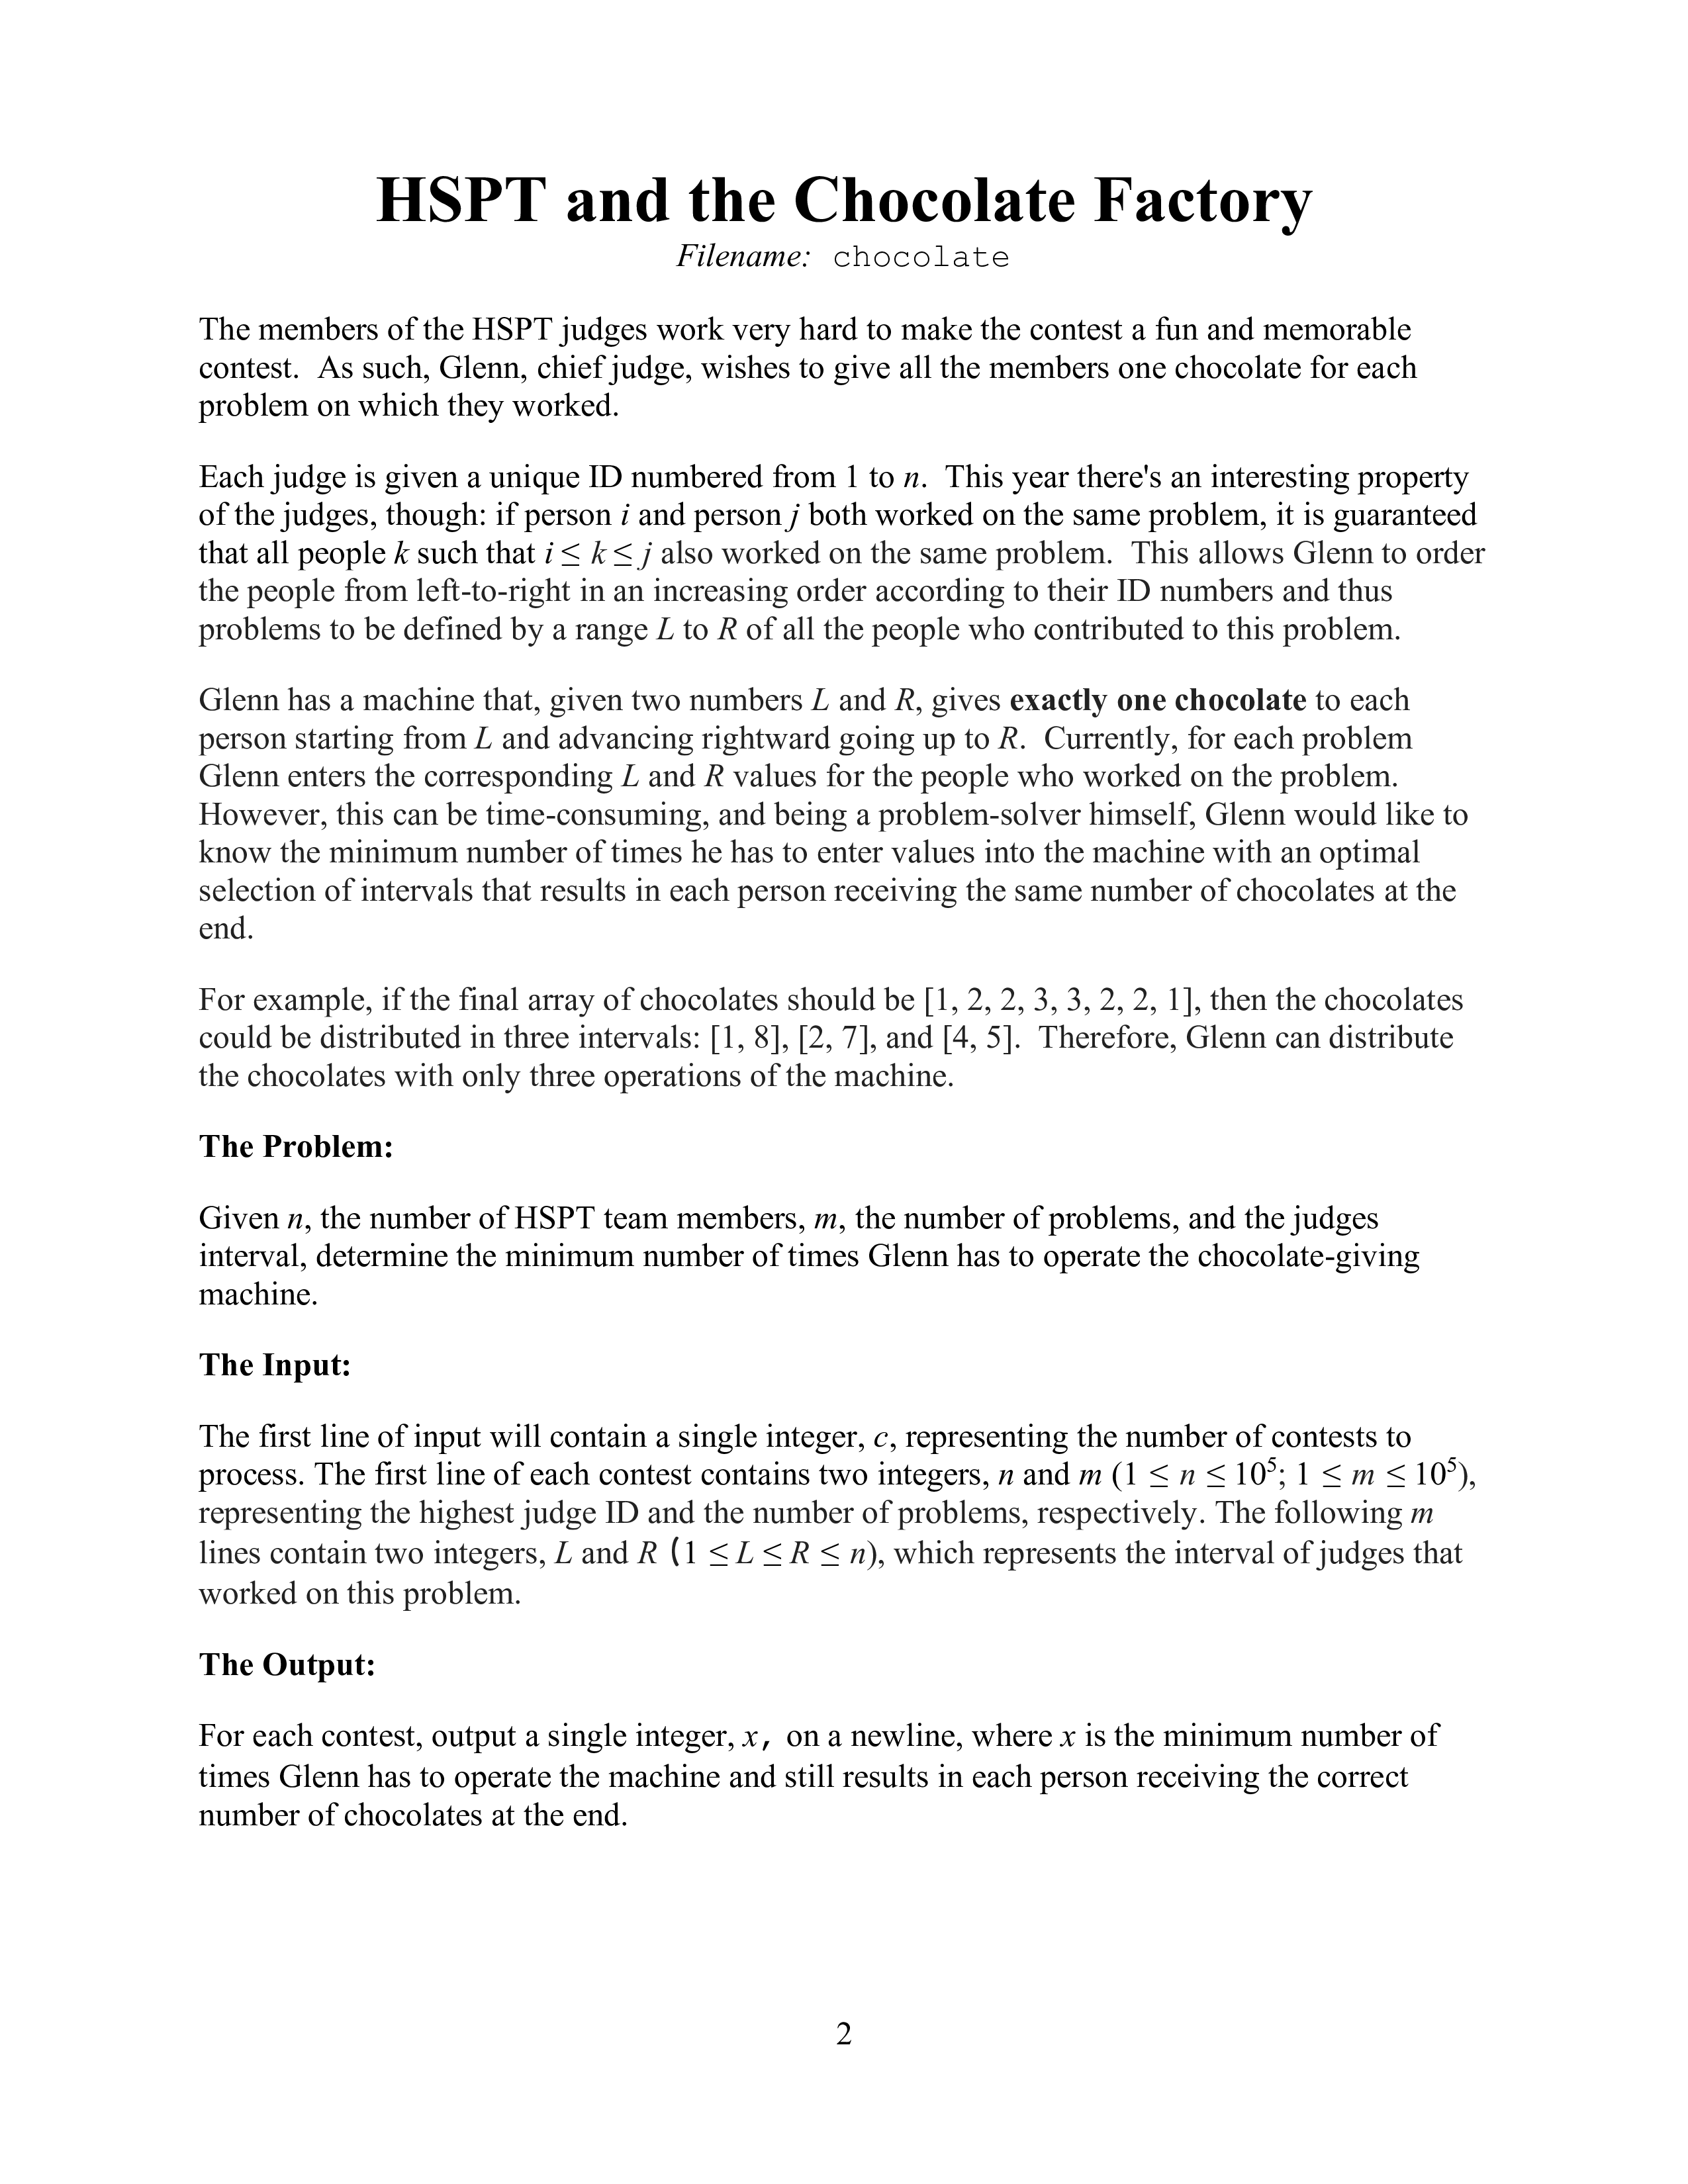 HSPT and the Chocolate Factory
Filename: chocolate
The members of the HSPT judges work very hard to make the contest a fun and memorable
contest.  As such, Glenn, chief judge, wishes to give all the members one chocolate for each
problem on which they worked.
Each judge is given a unique ID numbered from 1 to n.  This year there's an interesting property
of the judges, though: if person i and person j both worked on the same problem, it is guaranteed
that all people k such that i ≤ k ≤ j also worked on the same problem.  This allows Glenn to order
the people from left-to-right in an increasing order according to their ID numbers and thus
problems to be defined by a range L to R of all the people who contributed to this problem.
Glenn has a machine that, given two numbers L and R, gives exactly one chocolate to each
person starting from L and advancing rightward going up to R.  Currently, for each problem
Glenn enters the corresponding L and R values for the people who worked on the problem.
However, this can be time-consuming, and being a problem-solver himself, Glenn would like to
know the minimum number of times he has to enter values into the machine with an optimal
selection of intervals that results in each person receiving the same number of chocolates at the
end.
For example, if the final array of chocolates should be [1, 2, 2, 3, 3, 2, 2, 1], then the chocolates
could be distributed in three intervals: [1, 8], [2, 7], and [4, 5].  Therefore, Glenn can distribute
the chocolates with only three operations of the machine.
The Problem:
Given n, the number of HSPT team members, m, the number of problems, and the judges
interval, determine the minimum number of times Glenn has to operate the chocolate-giving
machine.
The Input:
The first line of input will contain a single integer, c, representing the number of contests to
process. The first line of each contest contains two integers, n and m (1 ≤ n ≤ 10⁵; 1 ≤ m ≤ 10⁵),
representing the highest judge ID and the number of problems, respectively. The following m
lines contain two integers, L and R (1 ≤ L ≤ R ≤ n), which represents the interval of judges that
worked on this problem.
The Output:
For each contest, output a single integer, x, on a newline, where x is the minimum number of
times Glenn has to operate the machine and still results in each person receiving the correct
number of chocolates at the end.
2